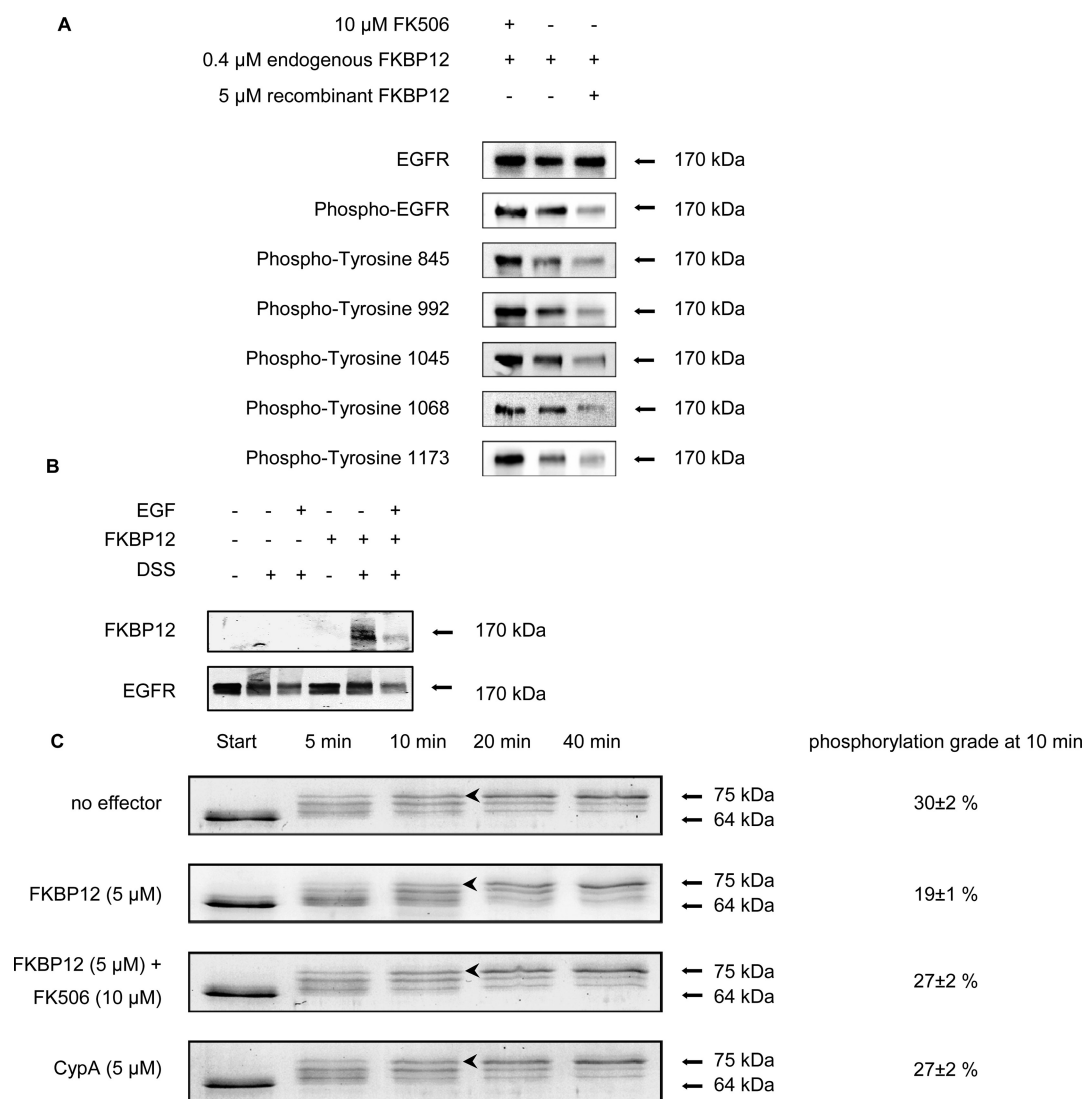 A
10 µM FK506 + - -
0.4 µM endogenous FKBP12 + + +
5 µM recombinant FKBP12 - - +
EGFR 170 kDa
Phospho-EGFR 170 kDa
Phospho-Tyrosine 845 170 kDa
Phospho-Tyrosine 992 170 kDa
Phospho-Tyrosine 1045 170 kDa
Phospho-Tyrosine 1068 170 kDa
Phospho-Tyrosine 1173 170 kDa
B
EGF - - + - - +
FKBP12 - - - + + +
DSS - + + - + +
FKBP12 170 kDa
EGFR 170 kDa
C Start 5 min 10 min 20 min 40 min phosphorylation grade at 10 min
no effector 75 kDa 64 kDa 30±2 %
FKBP12 (5 µM) 75 kDa 64 kDa 19±1 %
FKBP12 (5 µM) +
FK506 (10 µM) 75 kDa 64 kDa 27±2 %
CypA (5 µM) 75 kDa 64 kDa 27±2 %